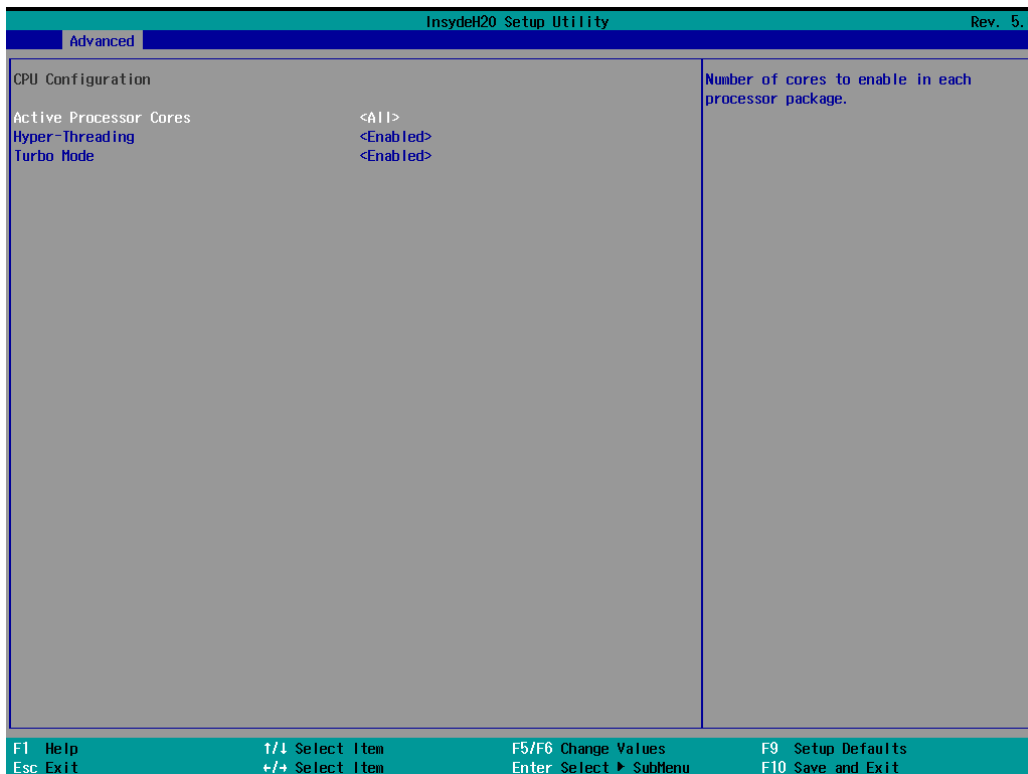 InsydeH20 Setup Utility Rev. 5.
Advanced
CPU Configuration
Number of cores to enable in each
processor package.
Active Processor Cores <All>
Hyper-Threading <Enabled>
Turbo Mode <Enabled>
F1 Help ↑/↓ Select Item F5/F6 Change Values F9 Setup Defaults
Esc Exit ←/→ Select Item Enter Select ▶ SubMenu F10 Save and Exit